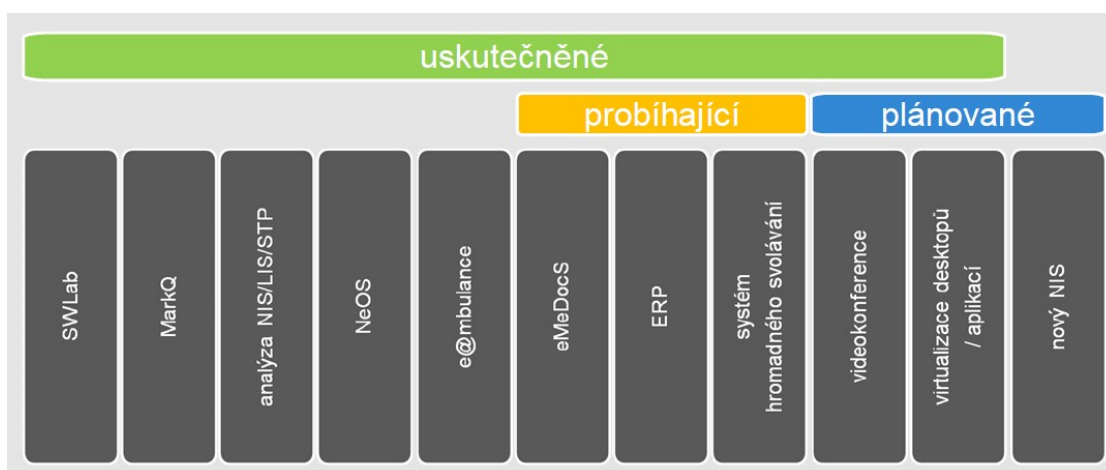 uskutečněné
probíhající
plánované
SWLab
MarkQ
analýza NIS/LIS/STP
NeOS
e@mbulance
eMeDocS
ERP
systém
hromadného svolávání
videokonference
virtualizace desktopů
/ aplikací
nový NIS